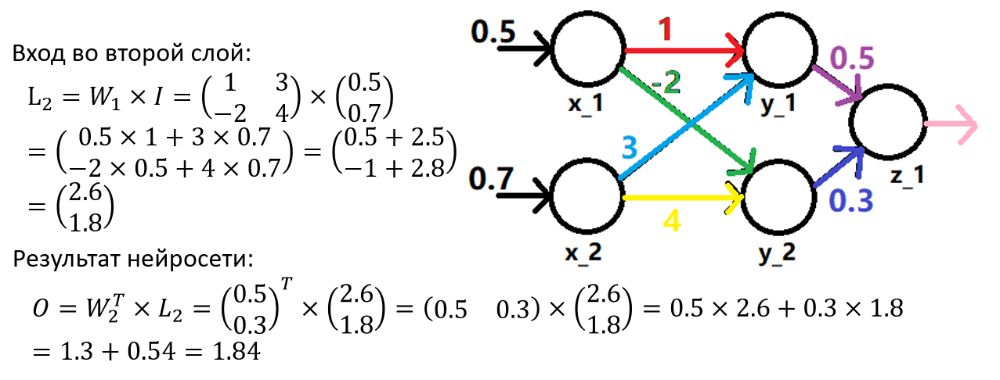 Вход во второй слой:
L₂ = W₁ × I = (1 3 −2 4) × (0.5 0.7)
= (0.5 × 1 + 3 × 0.7 −2 × 0.5 + 4 × 0.7) = (0.5 + 2.5 −1 + 2.8)
= (2.6 1.8)
0.5
1
0.5
-2
x_1
y_1
3
0.7
z_1
0.3
4
x_2
y_2
Результат нейросети:
O = W₂ᵀ × L₂ = (0.5 0.3)ᵀ × (2.6 1.8) = (0.5 0.3) × (2.6 1.8) = 0.5 × 2.6 + 0.3 × 1.8
= 1.3 + 0.54 = 1.84